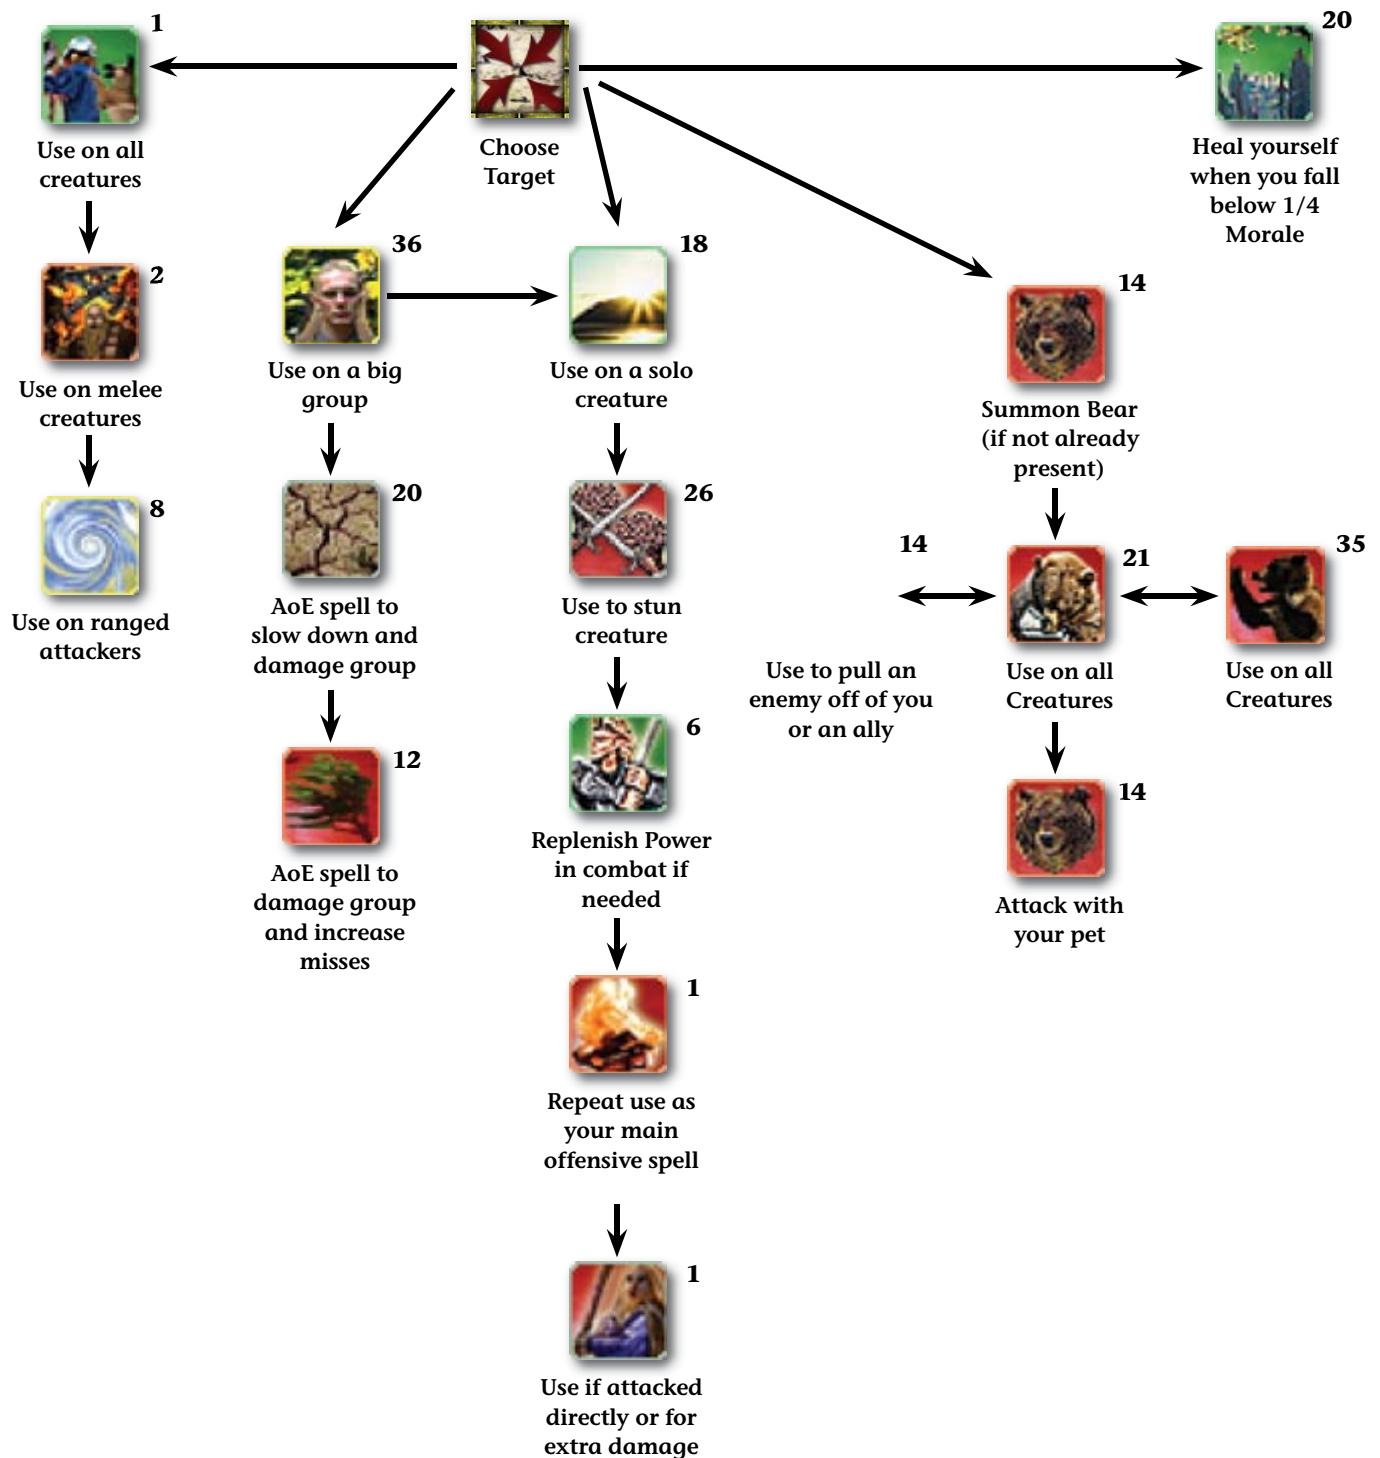 1
Use on all
creatures
2
Use on melee
creatures
8
Use on ranged
attackers
Choose
Target
36
Use on a big
group
20
AoE spell to
slow down and
damage group
12
AoE spell to
damage group
and increase
misses
18
Use on a solo
creature
26
Use to stun
creature
6
Replenish Power
in combat if
needed
1
Repeat use as
your main
offensive spell
1
Use if attacked
directly or for
extra damage
14
Summon Bear
(if not already
present)
14
Use to pull an
enemy off of you
or an ally
21
Use on all
Creatures
35
Use on all
Creatures
14
Attack with
your pet
20
Heal yourself
when you fall
below 1/4
Morale